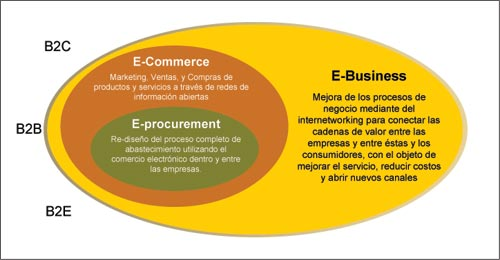 B2C
B2B
B2E
E-Commerce
Marketing, Ventas, y Compras de
productos y servicios a través de redes de
información abiertas
E-procurement
Re-diseño del proceso completo de
abastecimiento utilizando el
comercio electrónico dentro y entre
las empresas.
E-Business
Mejora de los procesos de
negocio mediante del
internetworking para conectar las
cadenas de valor entre las
empresas y entre éstas y los
consumidores, con el objeto de
mejorar el servicio, reducir costos
y abrir nuevos canales